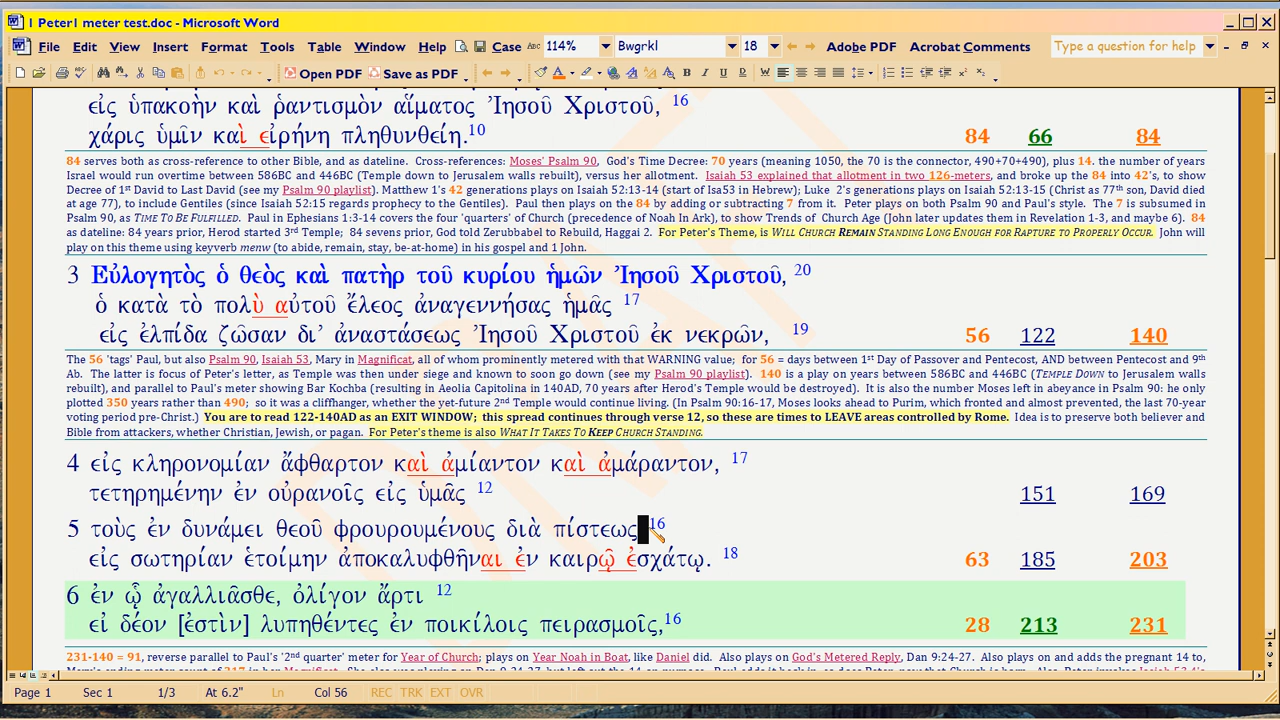 1 Peter1 meter test.doc - Microsoft Word
File Edit View Insert Format Tools Table Window Help Case 114% Bwgrkl 18 Adobe PDF Acrobat Comments Type a question for help
Open PDF Save as PDF
εἰς ὑπακοὴν καὶ ῥαντισμὸν αἵματος Ἰησοῦ Χριστοῦ, 16
χάρις ὑμῖν καὶ εἰρήνη πληθυνθείη.10 84 66 84
84 serves both as cross-reference to other Bible, and as dateline. Cross-references: Moses' Psalm 90, God's Time Decree: 70 years (meaning 1050, the 70 is the connector, 490+70+490), plus 14. the number of years
Israel would run overtime between 586BC and 446BC (Temple down to Jerusalem walls rebuilt), versus her allotment. Isaiah 53 explained that allotment in two 126-meters, and broke up the 84 into 42's, to show
Decree of 1st David to Last David (see my Psalm 90 playlist). Matthew 1's 42 generations plays on Isaiah 52:13-14 (start of Isa53 in Hebrew); Luke 2's generations plays on Isaiah 52:13-15 (Christ as 77th son, David died
at age 77), to include Gentiles (since Isaiah 52:15 regards prophecy to the Gentiles). Paul then plays on the 84 by adding or subtracting 7 from it. Peter plays on both Psalm 90 and Paul's style. The 7 is subsumed in
Psalm 90, as TIME TO BE FULFILLED. Paul in Ephesians 1:3-14 covers the four 'quarters' of Church (precedence of Noah In Ark), to show Trends of Church Age (John later updates them in Revelation 1-3, and maybe 6). 84
as dateline: 84 years prior, Herod started 3rd Temple; 84 sevens prior, God told Zerubbabel to Rebuild, Haggai 2. For Peter's Theme, is WILL CHURCH REMAIN STANDING LONG ENOUGH FOR RAPTURE TO PROPERLY OCCUR. John will
play on this theme using keyverb menw (to abide, remain, stay, be-at-home) in his gospel and 1 John.
3 Εὐλογητὸς ὁ θεὸς καὶ πατὴρ τοῦ κυρίου ἡμῶν Ἰησοῦ Χριστοῦ, 20
ὁ κατὰ τὸ πολὺ αὐτοῦ ἔλεος ἀναγεννήσας ἡμᾶς 17
εἰς ἐλπίδα ζῶσαν δι' ἀναστάσεως Ἰησοῦ Χριστοῦ ἐκ νεκρῶν, 19 56 122 140
The 56 'tags' Paul, but also Psalm 90, Isaiah 53, Mary in Magnificat, all of whom prominently metered with that WARNING value; for 56 = days between 1st Day of Passover and Pentecost, AND between Pentecost and 9th
Ab. The latter is focus of Peter's letter, as Temple was then under siege and known to soon go down (see my Psalm 90 playlist). 140 is a play on years between 586BC and 446BC (TEMPLE DOWN to Jerusalem walls
rebuilt), and parallel to Paul's meter showing Bar Kochba (resulting in Aeolia Capitolina in 140AD, 70 years after Herod's Temple would be destroyed). It is also the number Moses left in abeyance in Psalm 90: he only
plotted 350 years rather than 490; so it was a cliffhanger, whether the yet-future 2nd Temple would continue living. (In Psalm 90:16-17, Moses looks ahead to Purim, which fronted and almost prevented, the last 70-year
voting period pre-Christ.) You are to read 122-140AD as an EXIT WINDOW; this spread continues through verse 12, so these are times to LEAVE areas controlled by Rome. Idea is to preserve both believer and
Bible from attackers, whether Christian, Jewish, or pagan. For Peter's theme is also WHAT IT TAKES TO KEEP CHURCH STANDING.
4 εἰς κληρονομίαν ἄφθαρτον καὶ ἀμίαντον καὶ ἀμάραντον, 17
τετηρημένην ἐν οὐρανοῖς εἰς ὑμᾶς 12 151 169
5 τοὺς ἐν δυνάμει θεοῦ φρουρουμένους διὰ πίστεως 16
εἰς σωτηρίαν ἑτοίμην ἀποκαλυφθῆναι ἐν καιρῷ ἐσχάτῳ. 18 63 185 203
6 ἐν ᾧ ἀγαλλιᾶσθε, ὀλίγον ἄρτι 12
εἰ δέον [ἐστὶν] λυπηθέντες ἐν ποικίλοις πειρασμοῖς,16 28 213 231
231-140 = 91, reverse parallel to Paul's '2nd quarter' meter for Year of Church; plays on Year Noah in Boat, like Daniel did. Also plays on God's Metered Reply, Dan 9:24-27. Also plays on and adds the pregnant 14 to,
Page 1 Sec 1 1/3 At 6.2" Ln Col 56 REC TRK EXT OVR